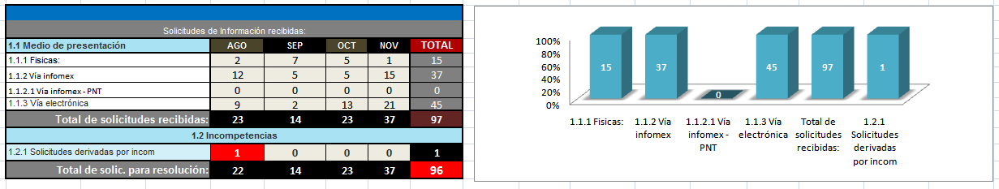 Solicitudes de Información recibidas:
1.1 Medio de presentación AGO SEP OCT NOV TOTAL
1.1.1 Fisicas: 2 7 5 1 15
1.1.2 Vía infomex 12 5 5 15 37
1.1.2.1 Vía infomex - PNT 0 0 0 0 0
1.1.3 Vía electrónica 9 2 13 21 45
Total de solicitudes recibidas: 23 14 23 37 97
1.2 Incompetencias
1.2.1 Solicitudes derivadas por incom 1 0 0 0 1
Total de solic. para resolución: 22 14 23 37 96
100%
80%
60%
40%
20%
0%
15 37 0 45 97 1
1.1.1 Fisicas:
1.1.2 Vía
infomex
1.1.2.1 Vía
infomex -
PNT
1.1.3 Vía
electrónica
Total de
solicitudes
recibidas:
1.2.1
Solicitudes
derivadas
por incom